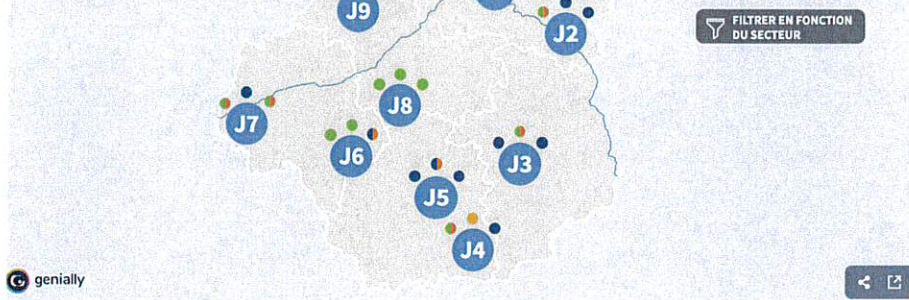 J9
J2
FILTRER EN FONCTION
DU SECTEUR
J8
J7
J6
J3
J5
J4
genially